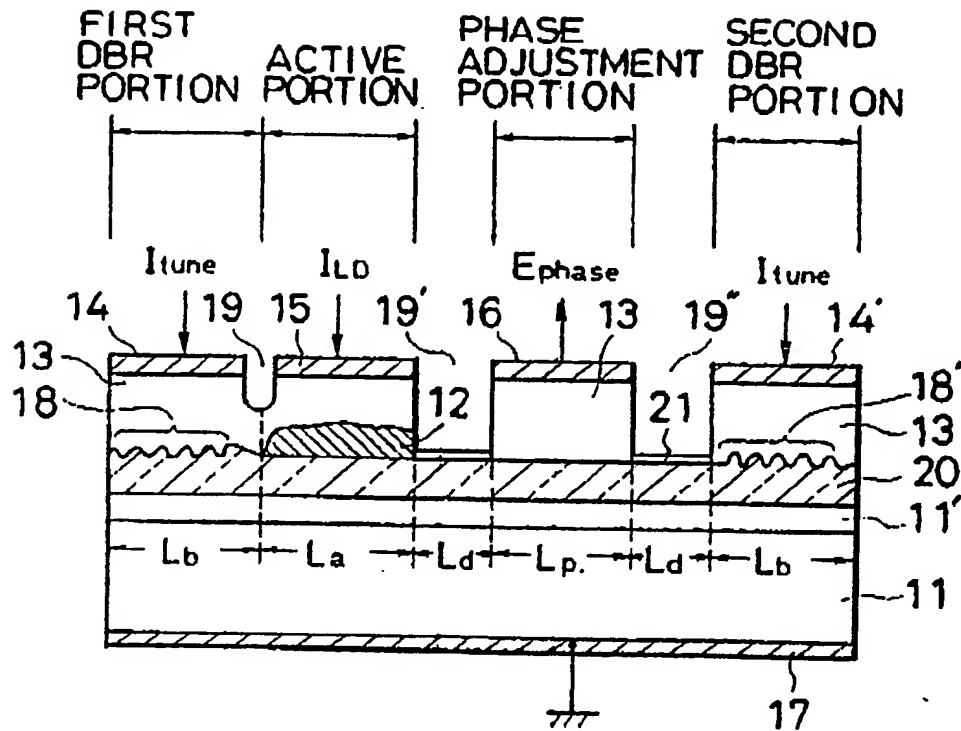 FIRST DBR PORTION
ACTIVE PORTION
PHASE ADJUSTMENT PORTION
SECOND DBR PORTION
Itune
ILD
Ephase
Itune
14
19
15
19'
16
13
19"
14'
13
18
12
21
18'
13
20
11'
Lb
La
Ld
Lp.
Ld
Lb
11
17